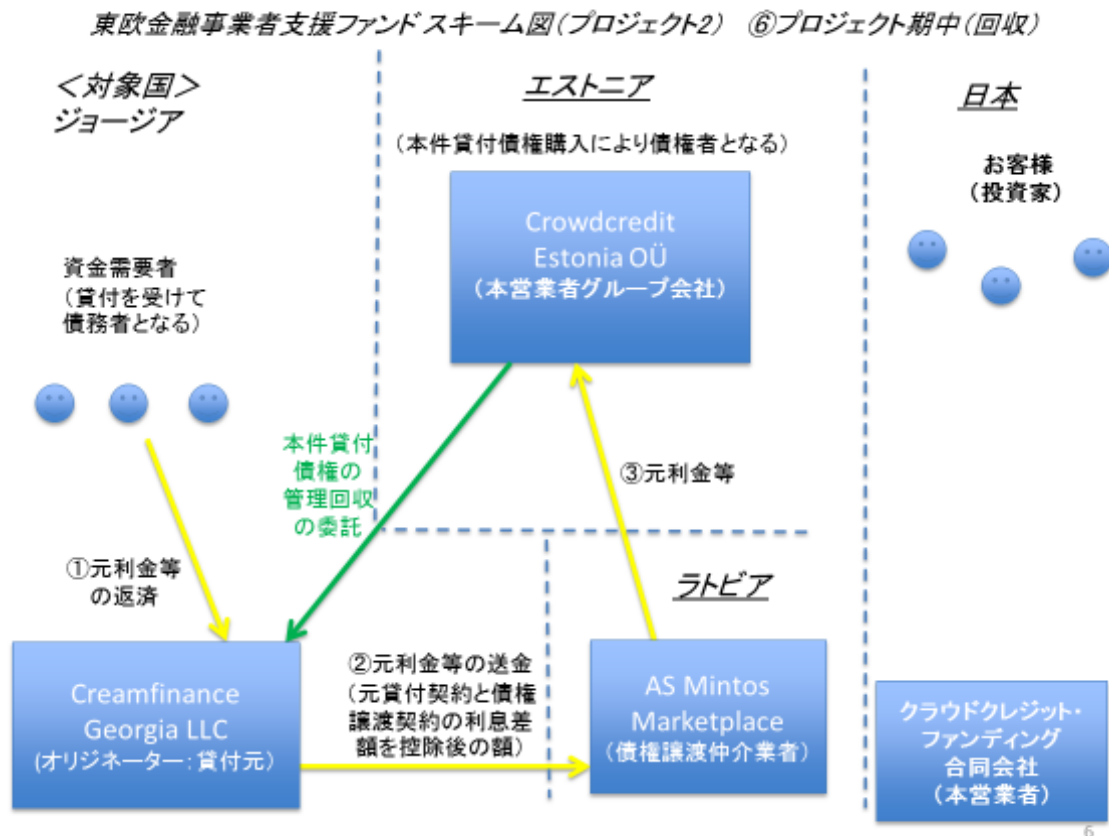 東欧金融事業者支援ファンド スキーム図(プロジェクト2) ⑥プロジェクト期中(回収)
＜対象国＞
ジョージア
エストニア
日本
(本件貸付債権購入により債権者となる)
お客様
(投資家)
Crowdcredit
Estonia OÜ
(本営業者グループ会社)
資金需要者
(貸付を受けて
債務者となる)
本件貸付
債権の
管理回収
の委託
③元利金等
①元利金等
の返済
ラトビア
②元利金等の送金
(元貸付契約と債権
譲渡契約の利息差
額を控除後の額)
Creamfinance
Georgia LLC
(オリジネーター：貸付元)
AS Mintos
Marketplace
(債権譲渡仲介業者)
クラウドクレジット・
ファンディング
合同会社
(本営業者)
6